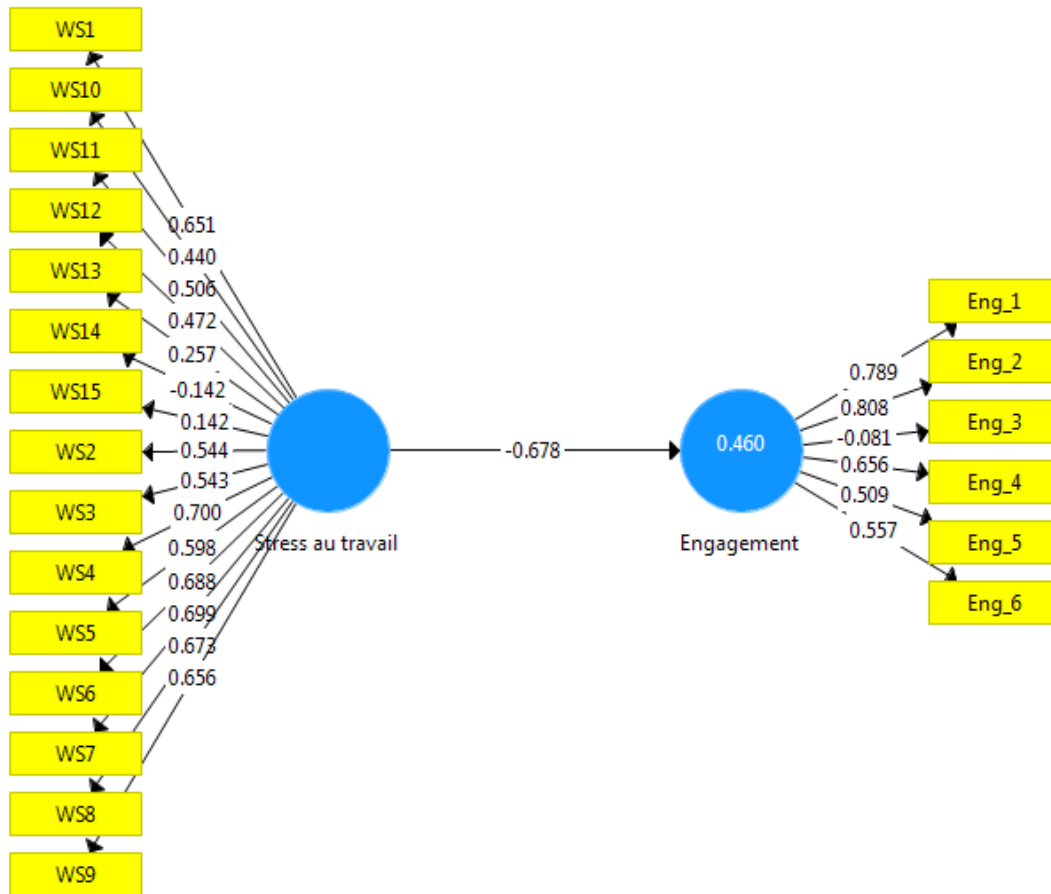 WS1
WS10
WS11
WS12
WS13
WS14
WS15
WS2
WS3
WS4
WS5
WS6
WS7
WS8
WS9
0.651
0.440
0.506
0.472
0.257
-0.142
0.142
0.544
0.543
0.700
0.598
0.688
0.699
0.673
0.656
Stress au travail
-0.678
0.460
Engagement
0.789
0.808
-0.081
0.656
0.509
0.557
Eng_1
Eng_2
Eng_3
Eng_4
Eng_5
Eng_6